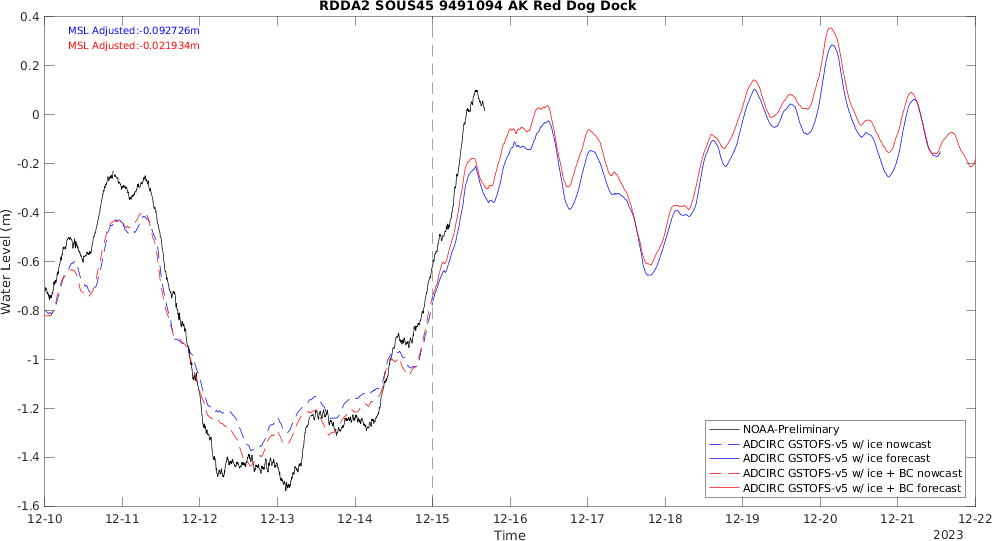 RDDA2 SOUS45 9491094 AK Red Dog Dock
MSL Adjusted:-0.092726m
MSL Adjusted:-0.021934m
0.4
0.2
0
-0.2
-0.4
-0.6
-0.8
-1
-1.2
-1.4
-1.6
Water Level (m)
NOAA-Preliminary
ADCIRC GSTOFS-v5 w/ ice nowcast
ADCIRC GSTOFS-v5 w/ ice forecast
ADCIRC GSTOFS-v5 w/ ice + BC nowcast
ADCIRC GSTOFS-v5 w/ ice + BC forecast
12-10 12-11 12-12 12-13 12-14 12-15 12-16 12-17 12-18 12-19 12-20 12-21 12-22
Time
2023